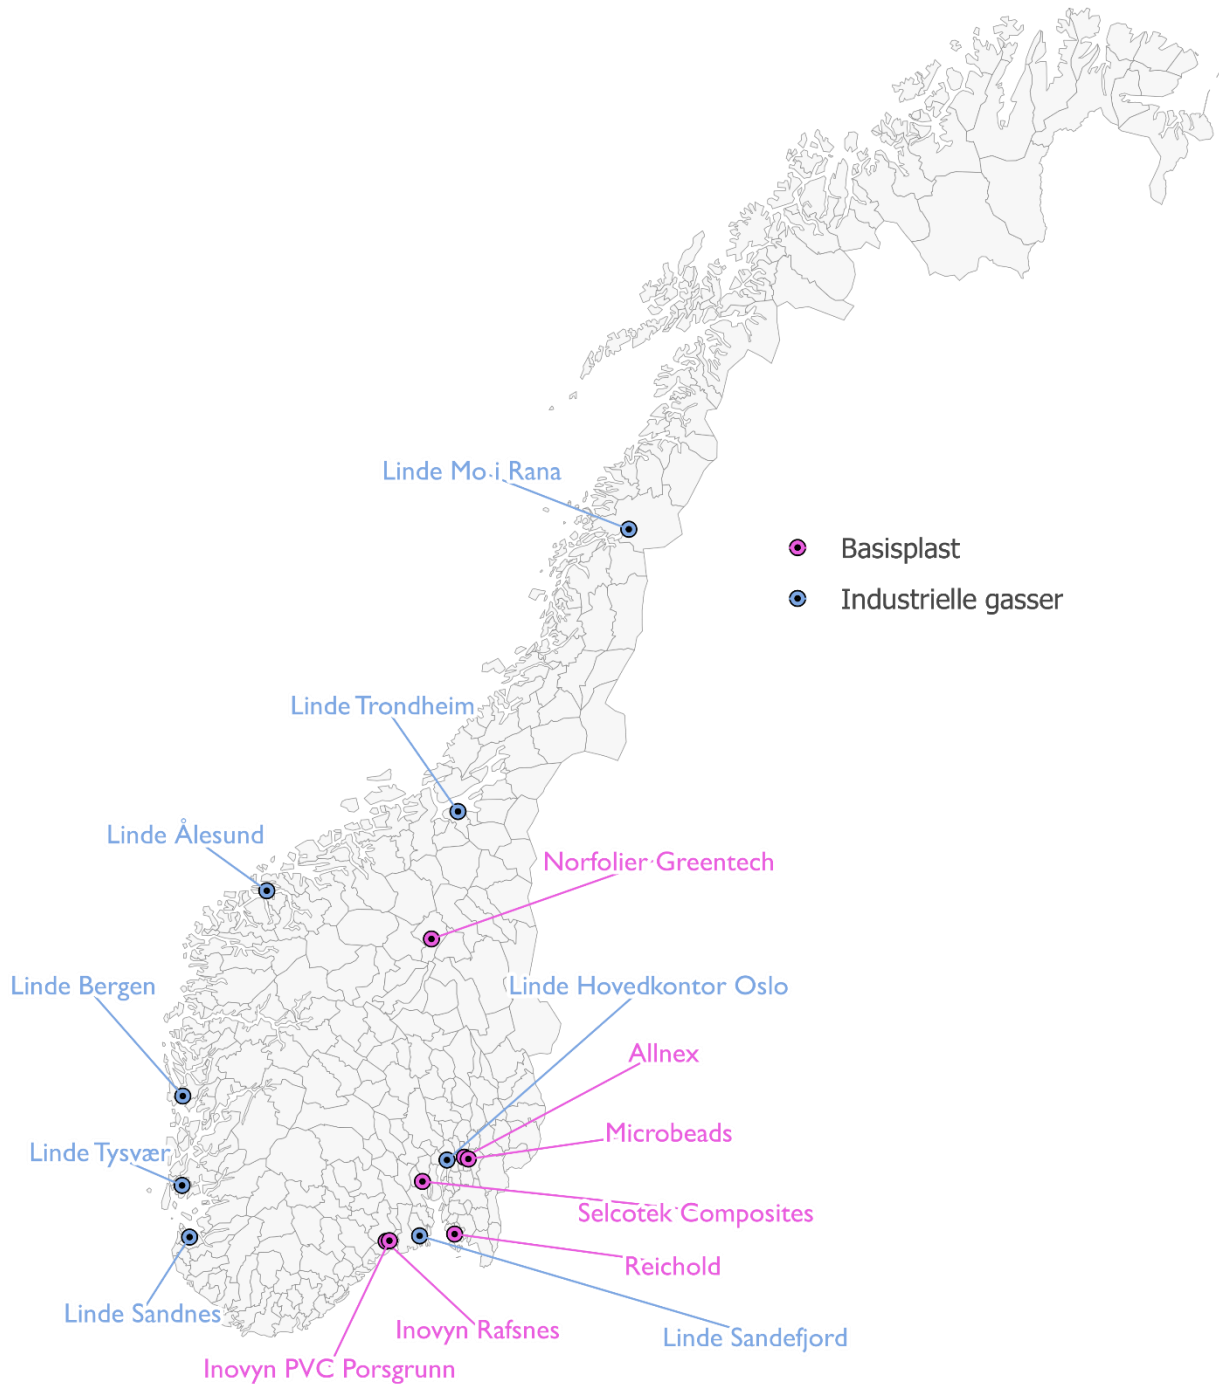 Linde Mo i Rana
Basisplast
Industrielle gasser
Linde Trondheim
Linde Ålesund
Norfolier Greentech
Linde Bergen
Linde Hovedkontor Oslo
Allnex
Microbeads
Linde Tysvær
Selcotek Composites
Reichold
Linde Sandnes
Inovyn Rafsnes
Linde Sandefjord
Inovyn PVC Porsgrunn